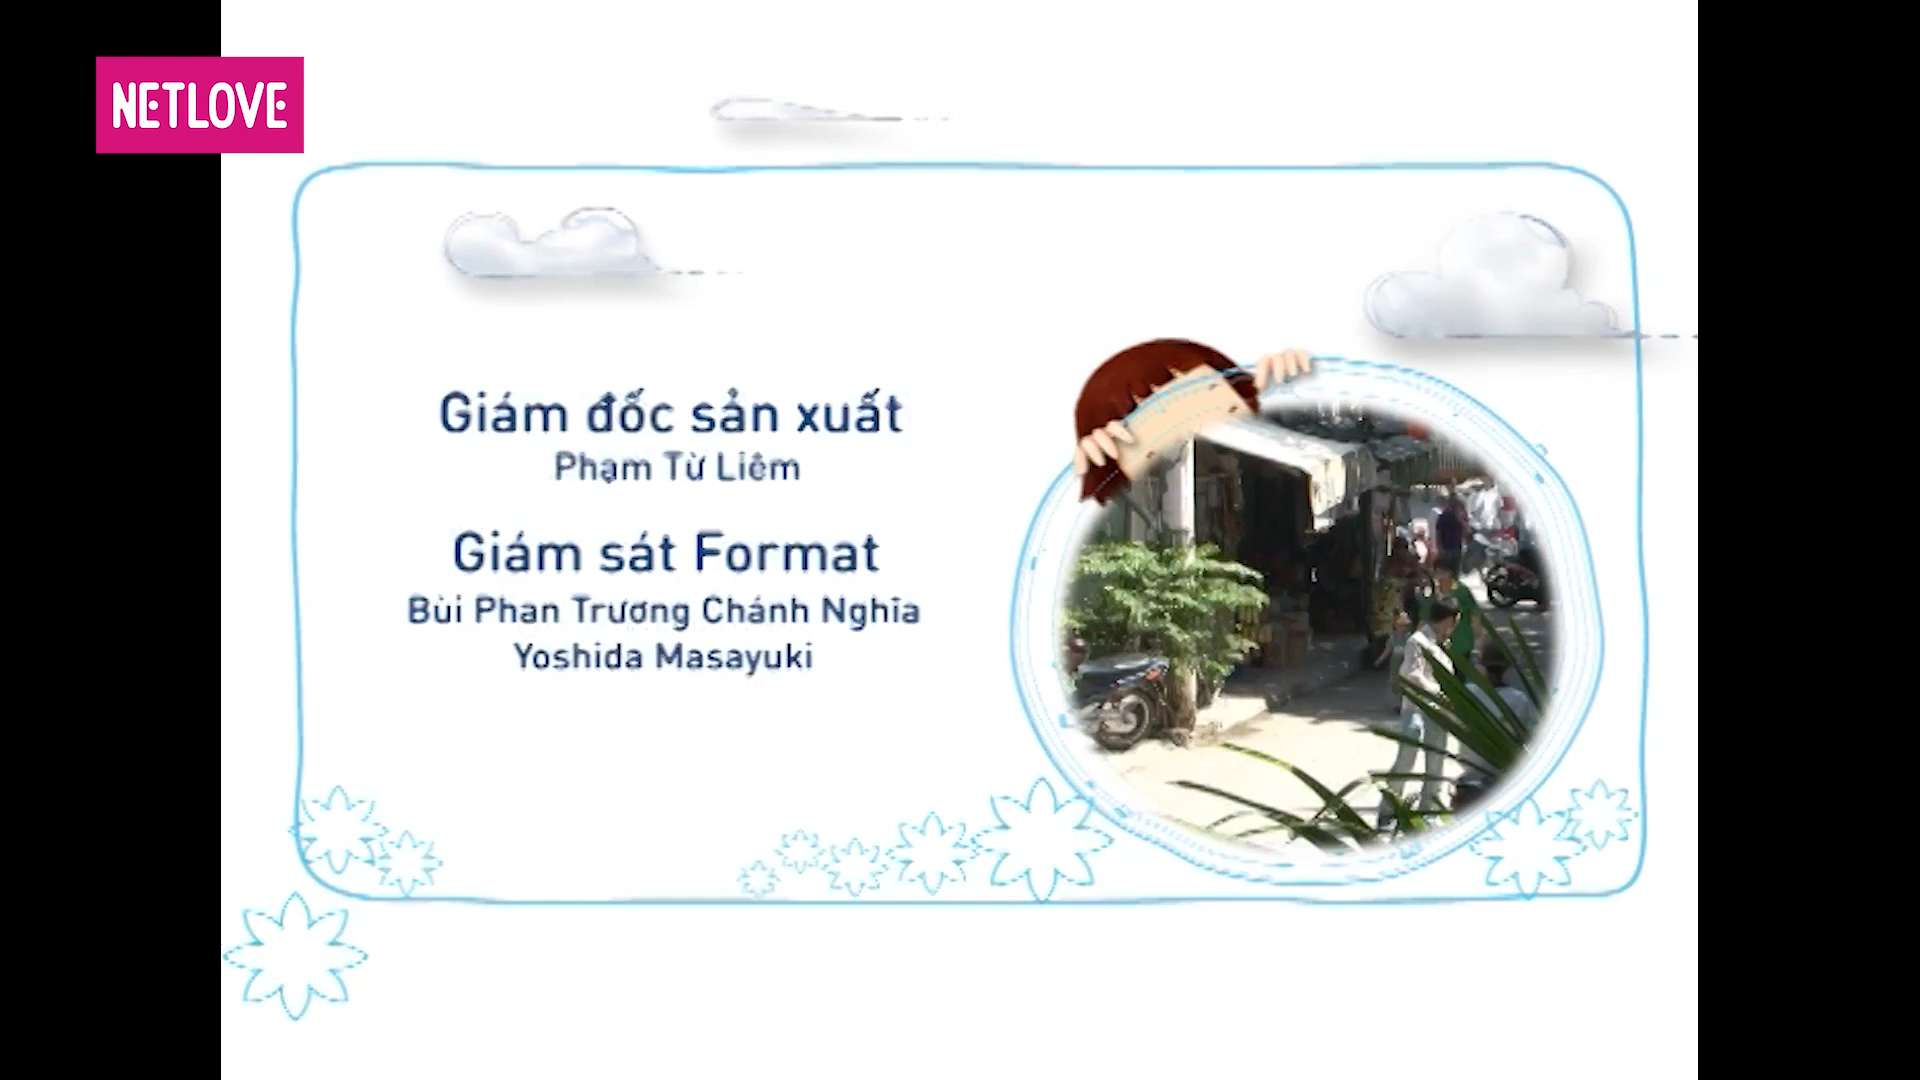 NETLOVE
Giám đốc sản xuất
Phạm Từ Liêm
Giám sát Format
Bùi Phan Trương Chánh Nghĩa
Yoshida Masayuki